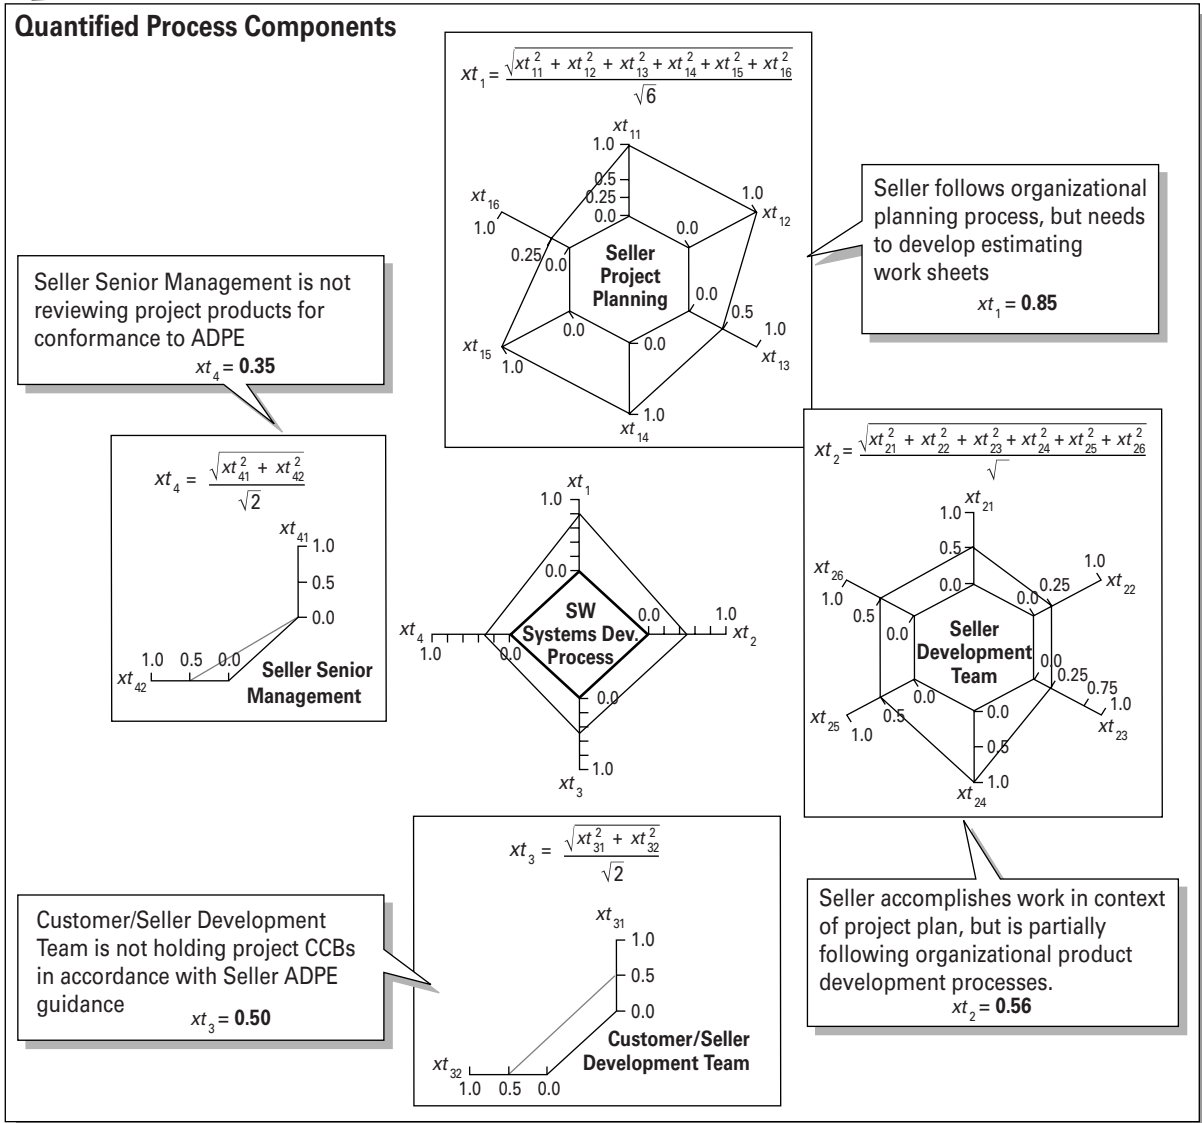 Quantified Process Components
xt₁ = √(xt₁₁² + xt₁₂² + xt₁₃² + xt₁₄² + xt₁₅² + xt₁₆²)
√6
xt₁₁
1.0
0.5
0.25
0.0
xt₁₂
1.0
0.0
xt₁₃
1.0
0.5
0.0
xt₁₄
1.0
0.0
xt₁₅
1.0
0.0
xt₁₆
1.0
0.25
0.0
Seller
Project
Planning
Seller follows organizational
planning process, but needs
to develop estimating
work sheets
xt₁ = 0.85
Seller Senior Management is not
reviewing project products for
conformance to ADPE
xt₄ = 0.35
xt₄ = √(xt₄₁² + xt₄₂²)
√2
xt₄₁
1.0
0.5
0.0
xt₄₂
1.0 0.5 0.0
Seller Senior
Management
xt₁
1.0
0.0
xt₂
1.0
0.0
xt₃
1.0
0.0
xt₄
1.0
0.0
SW
Systems Dev.
Process
xt₂ = √(xt₂₁² + xt₂₂² + xt₂₃² + xt₂₄² + xt₂₅² + xt₂₆²)
√
xt₂₁
1.0
0.5
0.0
xt₂₂
1.0
0.25
0.0
xt₂₃
1.0
0.75
0.25
0.0
xt₂₄
1.0
0.5
0.0
xt₂₅
1.0
0.5
0.0
xt₂₆
1.0
0.5
0.0
Seller
Development
Team
Seller accomplishes work in context
of project plan, but is partially
following organizational product
development processes.
xt₂ = 0.56
xt₃ = √(xt₃₁² + xt₃₂²)
√2
xt₃₁
1.0
0.5
0.0
xt₃₂
1.0 0.5 0.0
Customer/Seller
Development Team
Customer/Seller Development
Team is not holding project CCBs
in accordance with Seller ADPE
guidance
xt₃ = 0.50